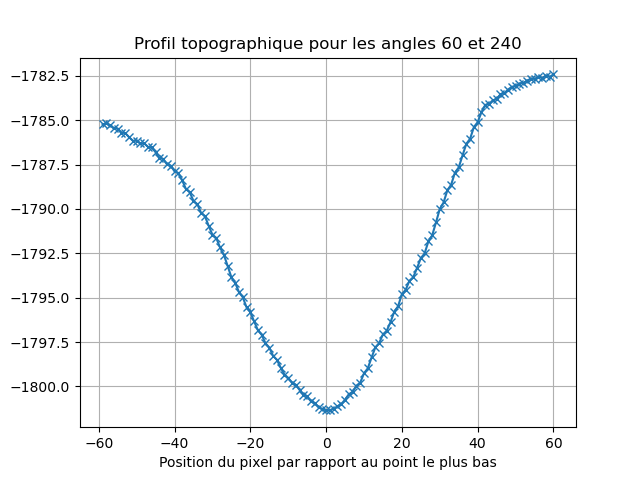 Profil topographique pour les angles 60 et 240
−1782.5
−1785.0
−1787.5
−1790.0
−1792.5
−1795.0
−1797.5
−1800.0
−60 −40 −20 0 20 40 60
Position du pixel par rapport au point le plus bas